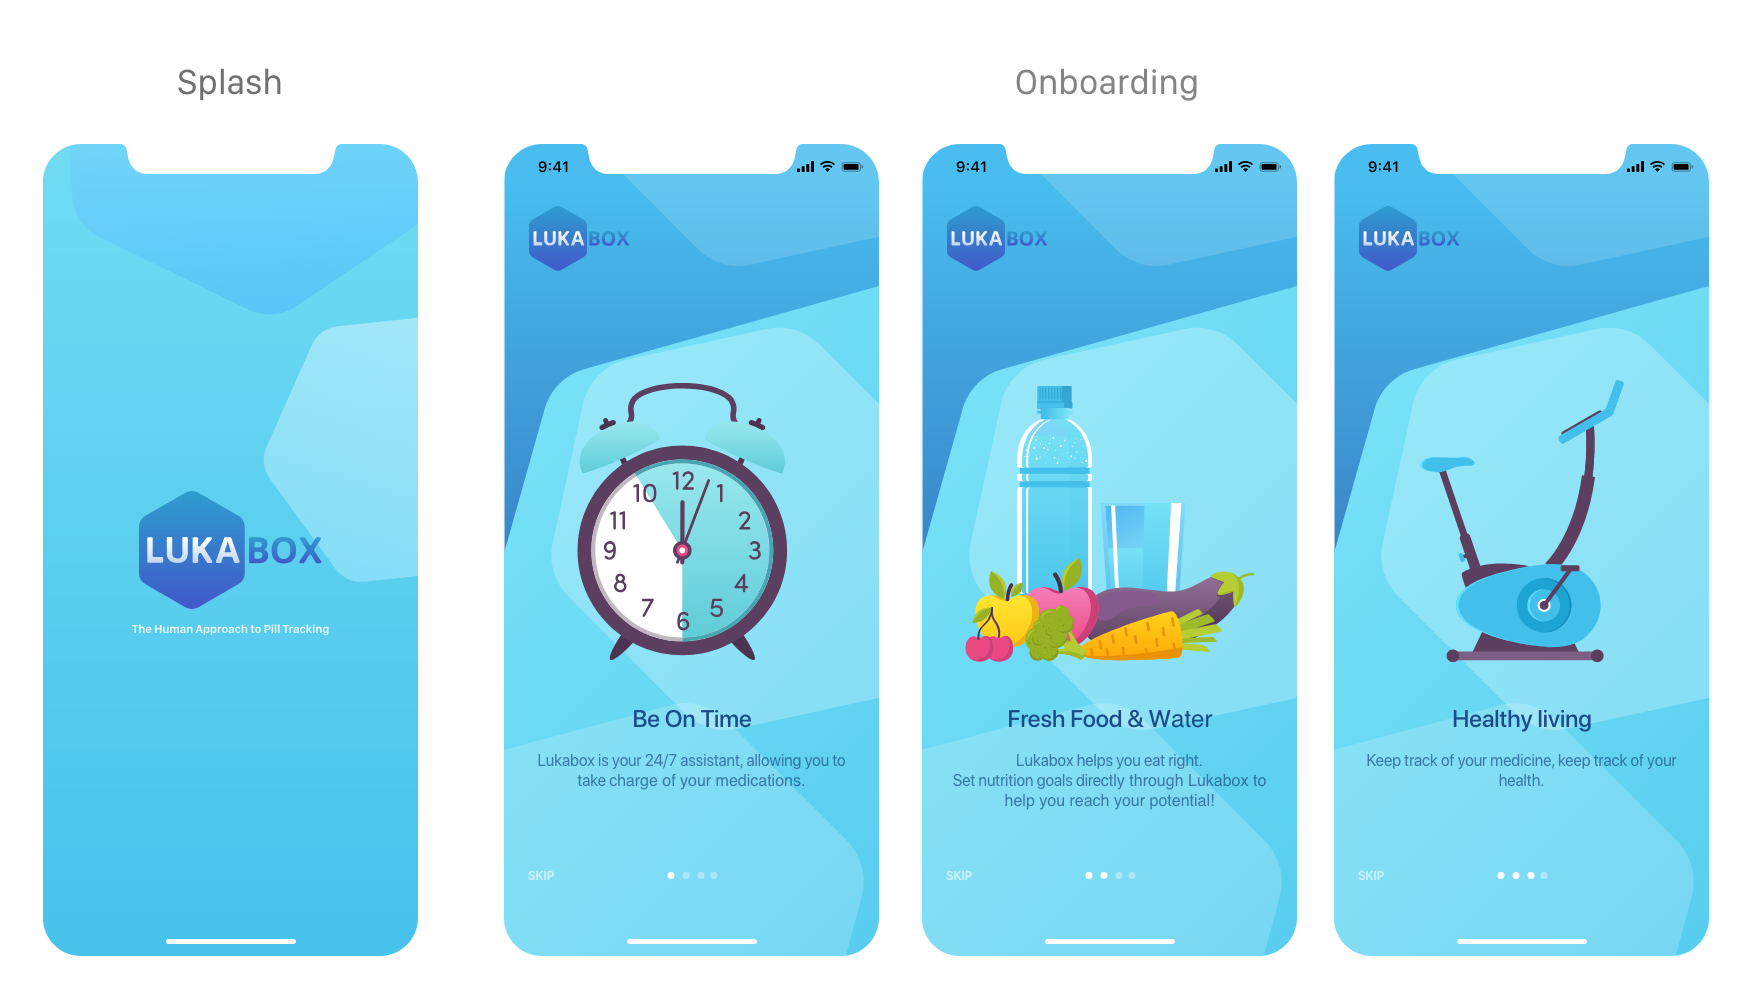 Splash
Onboarding
LUKABOX
The Human Approach to Pill Tracking
9:41
LUKABOX
12
1
2
3
4
5
6
7
8
9
11
10
Be On Time
Lukabox is your 24/7 assistant, allowing you to
take charge of your medications.
SKIP
9:41
LUKABOX
Fresh Food & Water
Lukabox helps you eat right.
Set nutrition goals directly through Lukabox to
help you reach your potential!
SKIP
9:41
LUKABOX
Healthy living
Keep track of your medicine, keep track of your
health.
SKIP